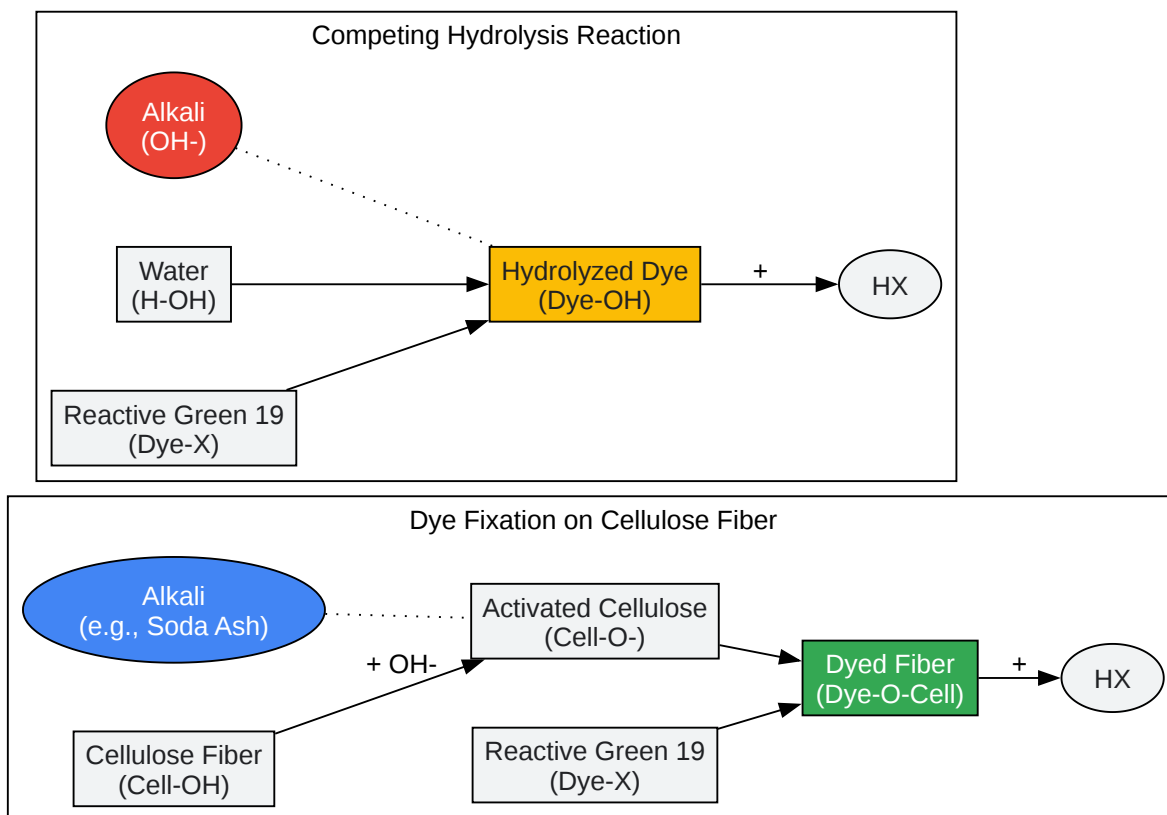 Competing Hydrolysis Reaction
Alkali
(OH-)
Water
(H-OH)
Hydrolyzed Dye
(Dye-OH)
+
HX
Reactive Green 19
(Dye-X)
Dye Fixation on Cellulose Fiber
Alkali
(e.g., Soda Ash)
Activated Cellulose
(Cell-O-)
+ OH-
Dyed Fiber
(Dye-O-Cell)
+
HX
Cellulose Fiber
(Cell-OH)
Reactive Green 19
(Dye-X)